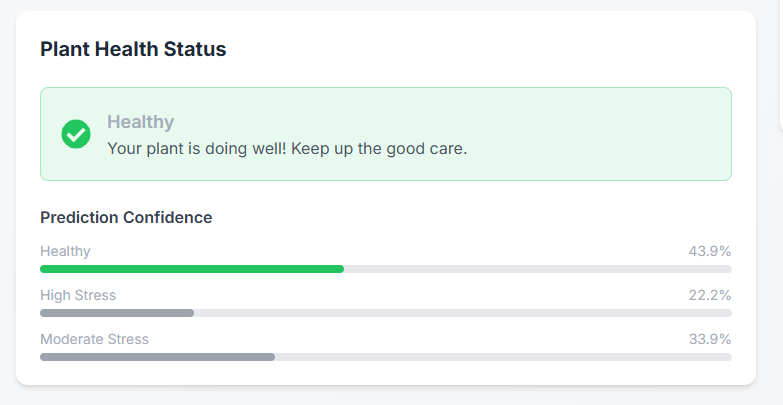 Plant Health Status
Healthy
Your plant is doing well! Keep up the good care.
Prediction Confidence
Healthy 43.9%
High Stress 22.2%
Moderate Stress 33.9%